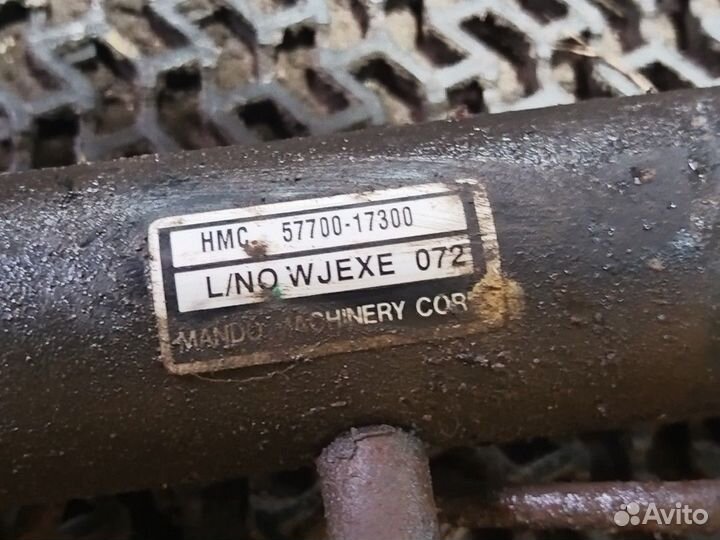 HMC 57700-17300
L/NO WJEXE 072
MANDO MACHINERY COR
Avito